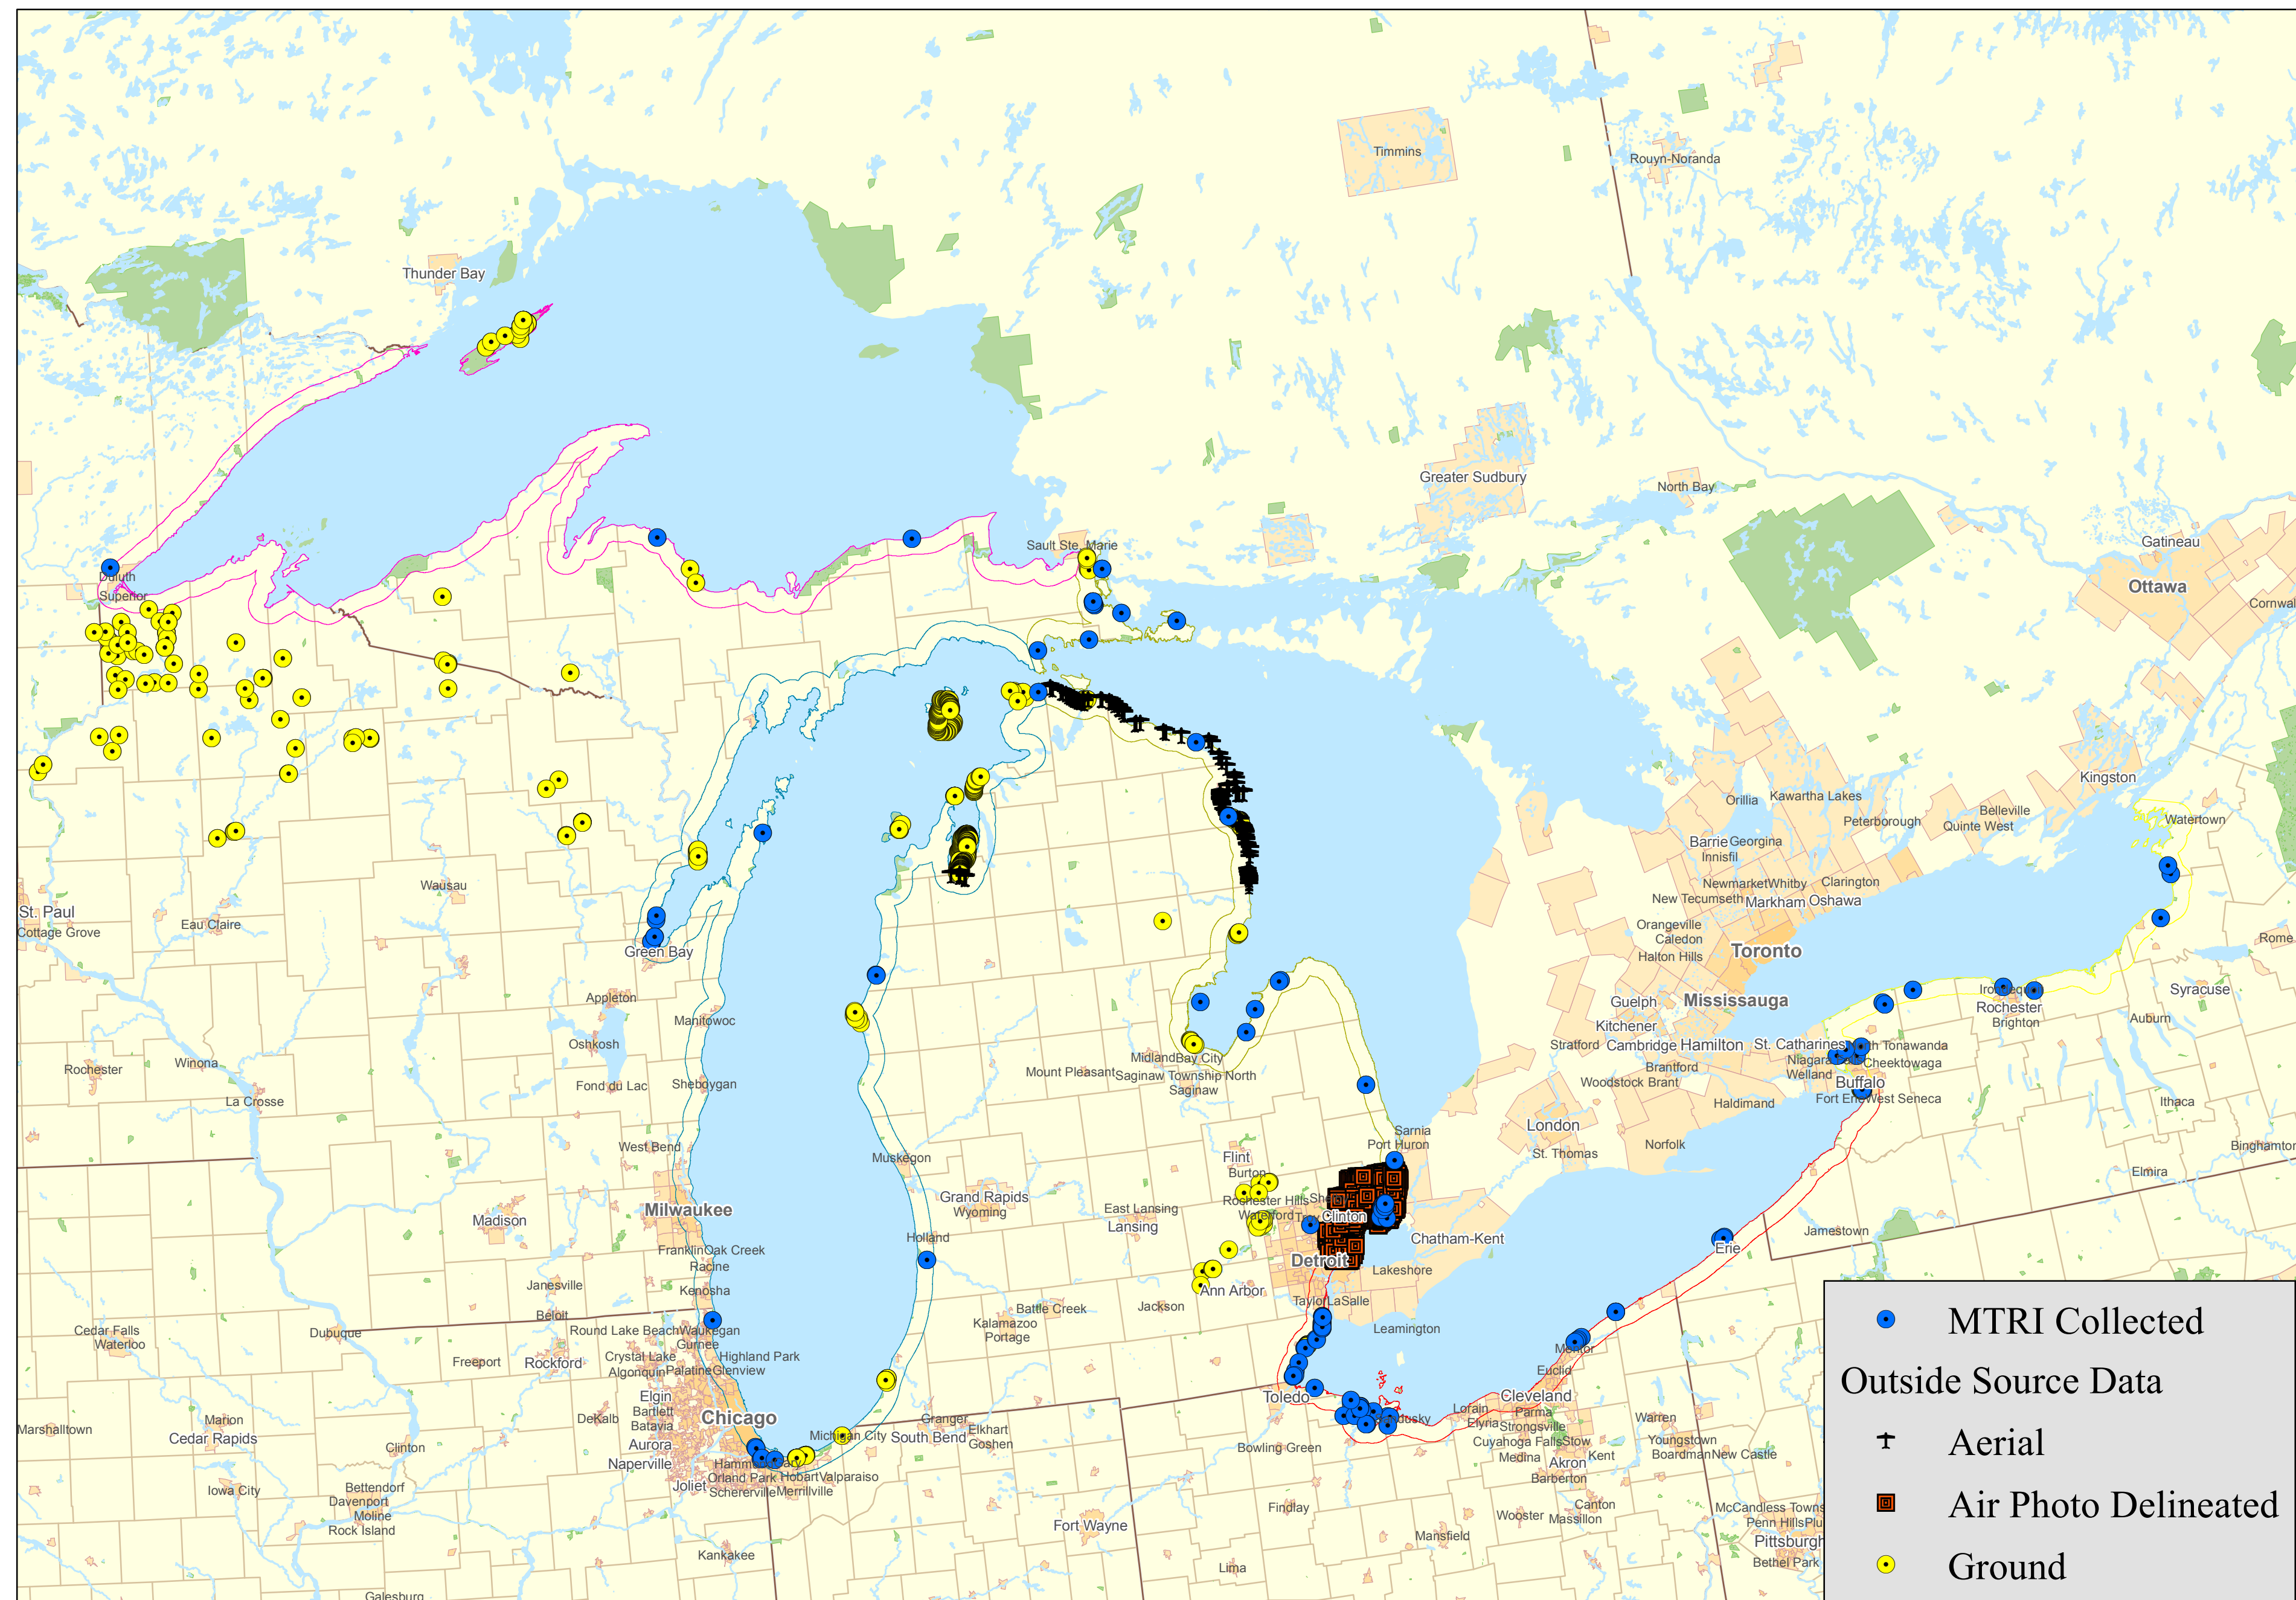 Timmins
Rouyn-Noranda
Thunder Bay
Greater Sudbury
North Bay
Sault Ste. Marie
Gatineau
Ottawa
Duluth
Superior
Kingston
Orillia
Kawartha Lakes
Belleville
Peterborough
Quinte West
Watertown
Barrie
Georgina
Innisfil
Newmarket
Whitby
Clarington
New Tecumseth
Markham
Oshawa
Orangeville
Caledon
Halton Hills
Toronto
Rome
Wausau
St. Paul
Cottage Grove
Eau Claire
Green Bay
Appleton
Manitowoc
Oshkosh
Fond du Lac
Sheboygan
Rochester
Winona
La Crosse
West Bend
Milwaukee
Madison
Franklin
Oak Creek
Racine
Janesville
Kenosha
Beloit
Midland
Bay City
Mount Pleasant
Saginaw Township North
Saginaw
Muskegon
Grand Rapids
Wyoming
East Lansing
Lansing
Holland
Flint
Burton
Rochester Hills
Waterford
Clinton
Detroit
Sarnia
Port Huron
Chatham-Kent
Lakeshore
Ann Arbor
Taylor
LaSalle
Leamington
Jackson
Battle Creek
Kalamazoo
Portage
Guelph
Mississauga
Kitchener
Stratford
Cambridge
Hamilton
St. Catharines
Brantford
Woodstock
Brant
Welland
Cheektowaga
Buffalo
Fort Erie
West Seneca
Haldimand
Norfolk
London
St. Thomas
Rochester
Brighton
Syracuse
Auburn
Ithaca
Elmira
Jamestown
Erie
Cedar Falls
Waterloo
Dubuque
Freeport
Rockford
Round Lake Beach
Waukegan
Gurnee
Crystal Lake
Highland Park
Algonquin
Palatine
Glenview
Elgin
Bartlett
Batavia
Chicago
DeKalb
Aurora
Naperville
Joliet
Orland Park
Hobart
Valparaiso
Schererville
Merrillville
Michigan City
South Bend
Granger
Elkhart
Goshen
Marshalltown
Marion
Cedar Rapids
Clinton
Iowa City
Bettendorf
Davenport
Moline
Rock Island
Kankakee
Galesburg
Fort Wayne
Toledo
Bowling Green
Findlay
Lima
Mansfield
Lorain
Elyria
Euclid
Cleveland
Parma
Strongsville
Cuyahoga Falls
Stow
Medina
Akron
Kent
Barberton
Wooster
Canton
Massillon
Warren
Youngstown
Boardman
New Castle
Pittsburgh
Bethel Park
MTRI Collected
Outside Source Data
Aerial
Air Photo Delineated
Ground